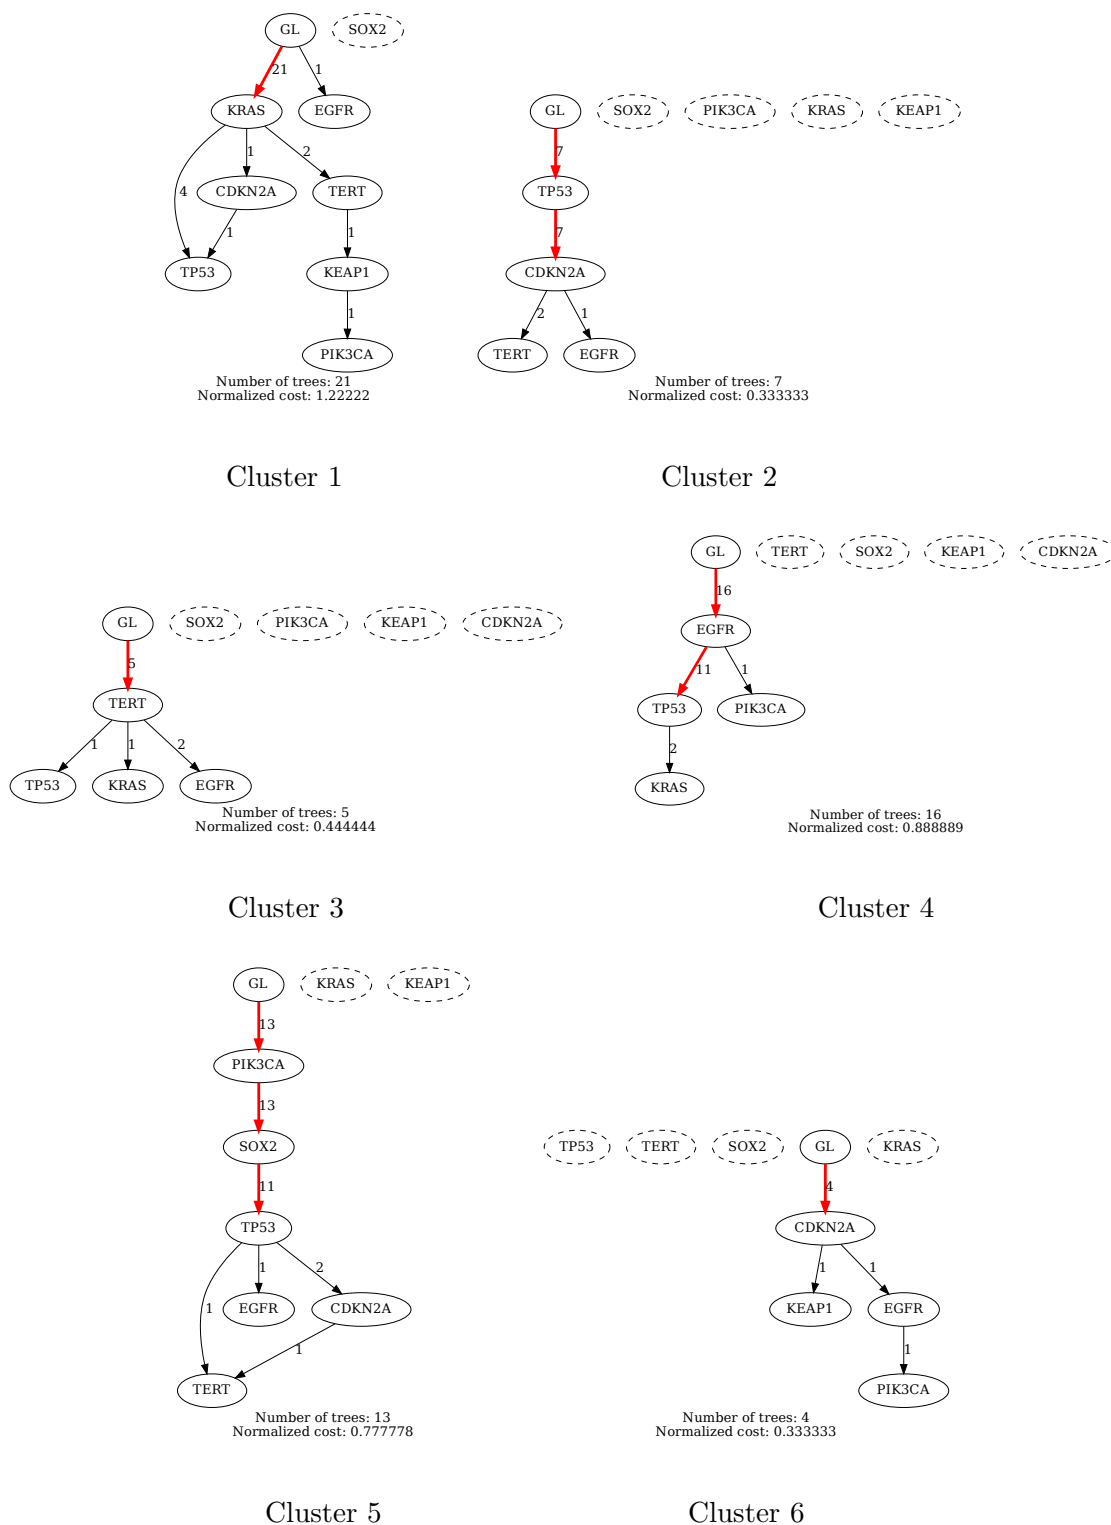 GL SOX2
21 1
KRAS EGFR
4 1 2
CDKN2A TERT
1 1
TP53 KEAP1
1
PIK3CA
Number of trees: 21
Normalized cost: 1.22222
Cluster 1
GL SOX2 PIK3CA KRAS KEAP1
7
TP53
7
CDKN2A
2 1
TERT EGFR
Number of trees: 7
Normalized cost: 0.333333
Cluster 2
GL SOX2 PIK3CA KEAP1 CDKN2A
5
TERT
1 1 2
TP53 KRAS EGFR
Number of trees: 5
Normalized cost: 0.444444
Cluster 3
GL TERT SOX2 KEAP1 CDKN2A
16
EGFR
11 1
TP53 PIK3CA
2
KRAS
Number of trees: 16
Normalized cost: 0.888889
Cluster 4
GL KRAS KEAP1
13
PIK3CA
13
SOX2
11
TP53
1 1 2
EGFR CDKN2A
1
TERT
Number of trees: 13
Normalized cost: 0.777778
Cluster 5
TP53 TERT SOX2 GL KRAS
4
CDKN2A
1 1
KEAP1 EGFR
1
PIK3CA
Number of trees: 4
Normalized cost: 0.333333
Cluster 6